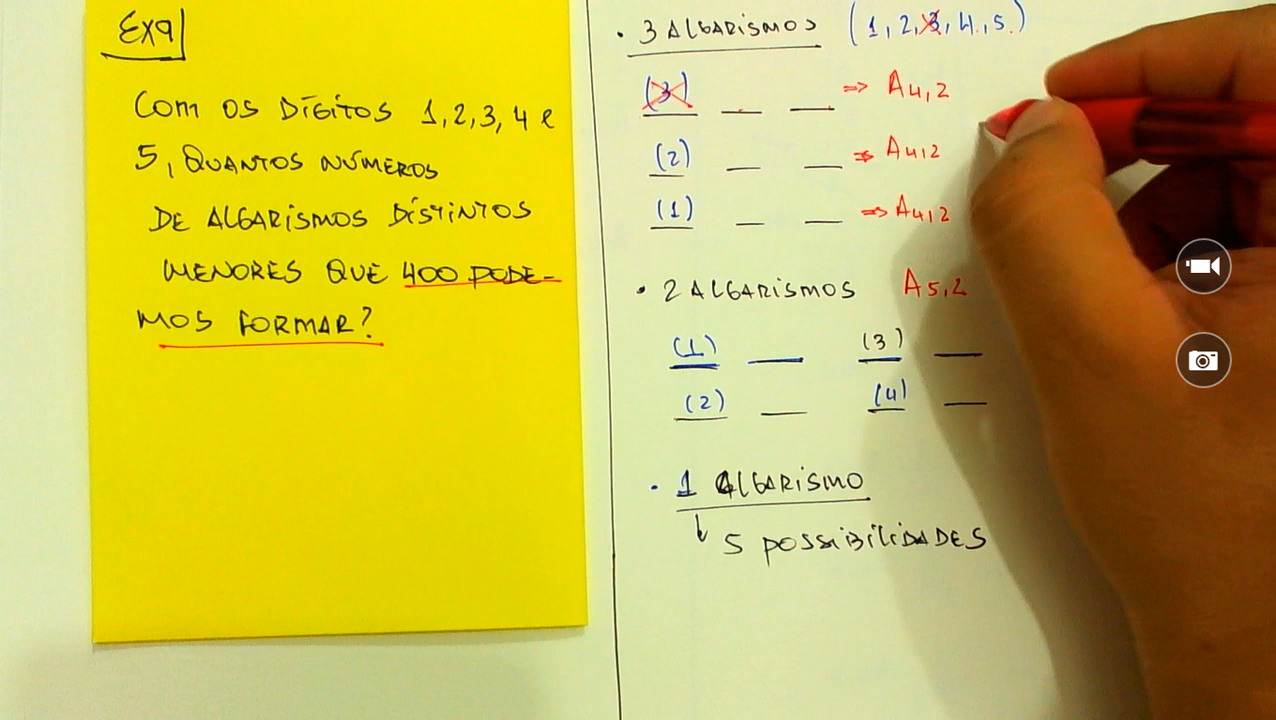 Ex9
COM OS DÍGITOS 1, 2, 3, 4 e
5, QUANTOS NÚMEROS
DE ALGARISMOS DISTINTOS
MENORES QUE 400 PODE-
MOS FORMAR?
• 3 ALGARISMOS (1, 2, 3, 4, 5)
(3) __ __ => A4,2
(2) __ __ => A4,2
(1) __ __ => A4,2
• 2 ALGARISMOS A5,2
(1) __ (3) __
(2) __ (4) __
• 1 ALGARISMO
↳ 5 POSSIBILIDADES